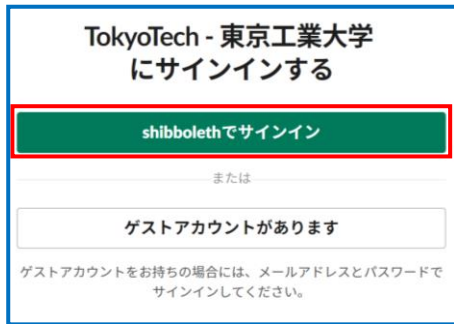 TokyoTech - 東京工業大学
にサインインする
shibbolethでサインイン
または
ゲストアカウントがあります
ゲストアカウントをお持ちの場合には、メールアドレスとパスワードで
サインインしてください。